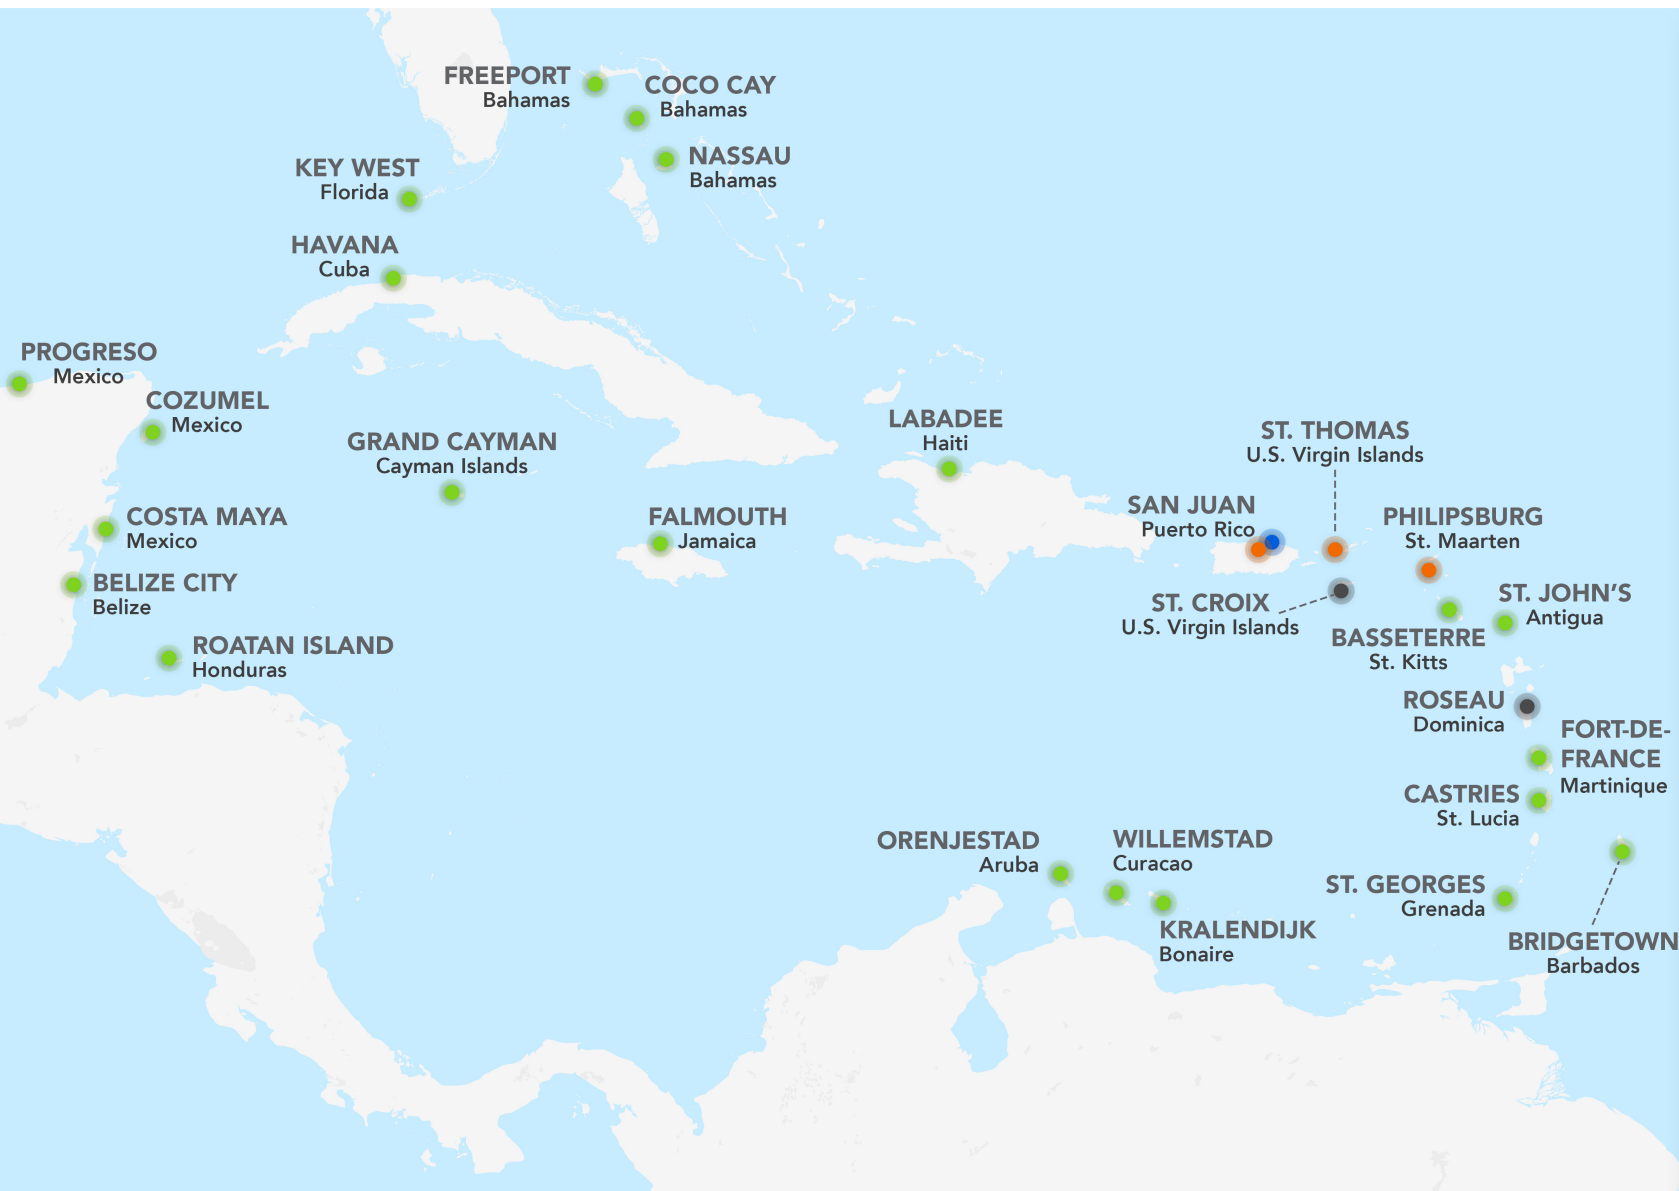 FREEPORT
Bahamas
COCO CAY
Bahamas
NASSAU
Bahamas
KEY WEST
Florida
HAVANA
Cuba
PROGRESO
Mexico
COZUMEL
Mexico
GRAND CAYMAN
Cayman Islands
LABADEE
Haiti
ST. THOMAS
U.S. Virgin Islands
COSTA MAYA
Mexico
FALMOUTH
Jamaica
SAN JUAN
Puerto Rico
PHILIPSBURG
St. Maarten
BELIZE CITY
Belize
ST. CROIX
U.S. Virgin Islands
ST. JOHN'S
Antigua
ROATAN ISLAND
Honduras
BASSETERRE
St. Kitts
ROSEAU
Dominica
FORT-DE-
FRANCE
Martinique
CASTRIES
St. Lucia
ORENJESTAD
Aruba
WILLEMSTAD
Curacao
ST. GEORGES
Grenada
KRALENDIJK
Bonaire
BRIDGETOWN
Barbados